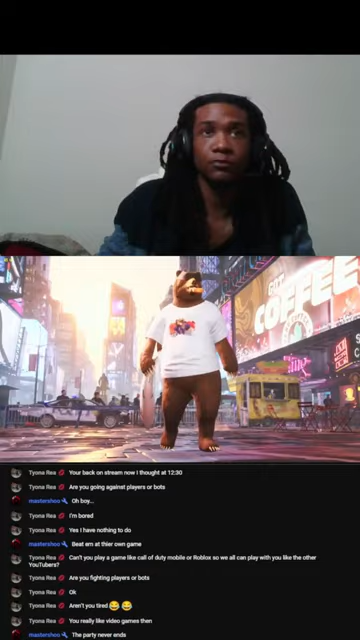 COFFEE
Tyona Rea Your back on stream now I thought at 12:30
Tyona Rea Are you going against players or bots
mastershoo Oh boy...
Tyona Rea I'm bored
Tyona Rea Yes I have nothing to do
mastershoo Beat em at thier own game
Tyona Rea Can't you play a game like call of duty mobile or Roblox so we all can play with you like the other
YouTubers?
Tyona Rea Are you fighting players or bots
Tyona Rea Ok
Tyona Rea Aren't you tired😂😂
Tyona Rea You really like video games then
mastershoo The party never ends